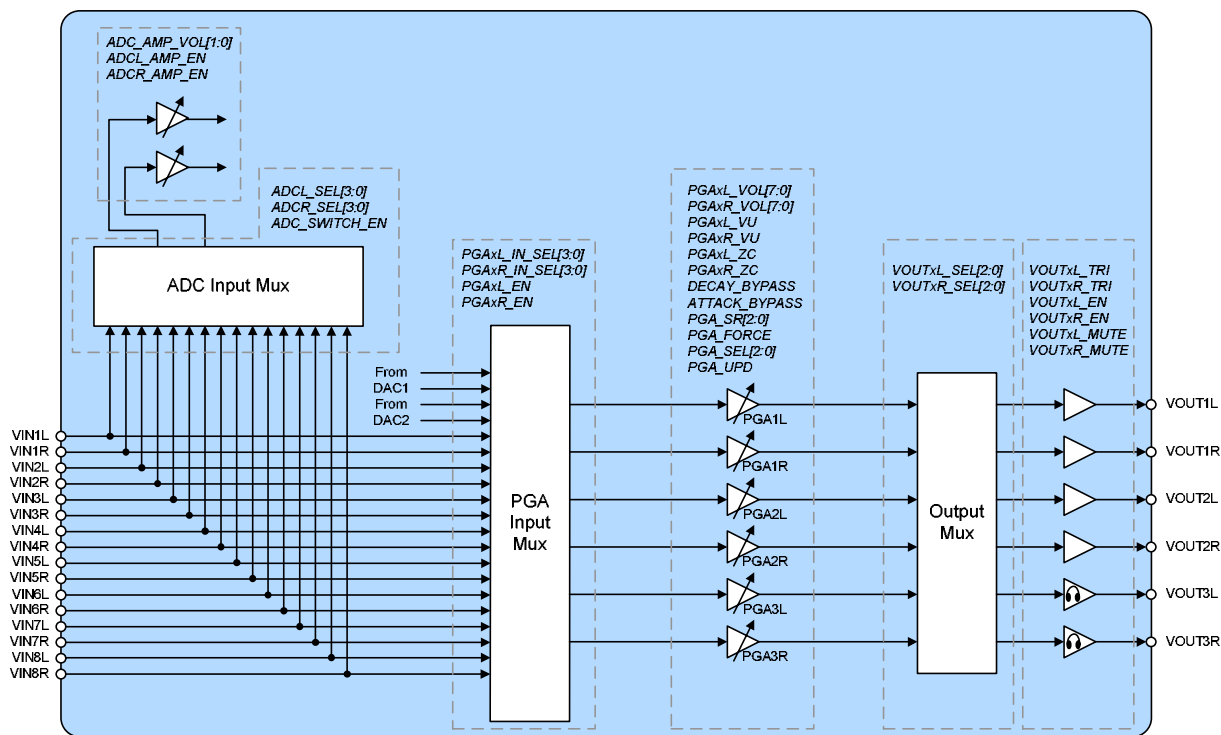 ADC_AMP_VOL[1:0]
ADCL_AMP_EN
ADCR_AMP_EN
ADCL_SEL[3:0]
ADCR_SEL[3:0]
ADC_SWITCH_EN
ADC Input Mux
PGAxL_IN_SEL[3:0]
PGAxR_IN_SEL[3:0]
PGAxL_EN
PGAxR_EN
PGAxL_VOL[7:0]
PGAxR_VOL[7:0]
PGAxL_VU
PGAxR_VU
PGAxL_ZC
PGAxR_ZC
DECAY_BYPASS
ATTACK_BYPASS
PGA_SR[2:0]
PGA_FORCE
PGA_SEL[2:0]
PGA_UPD
VOUTxL_SEL[2:0]
VOUTxR_SEL[2:0]
VOUTxL_TRI
VOUTxR_TRI
VOUTxL_EN
VOUTxR_EN
VOUTxL_MUTE
VOUTxR_MUTE
From
DAC1
From
DAC2
VIN1L
VIN1R
VIN2L
VIN2R
VIN3L
VIN3R
VIN4L
VIN4R
VIN5L
VIN5R
VIN6L
VIN6R
VIN7L
VIN7R
VIN8L
VIN8R
PGA
Input
Mux
PGA1L
PGA1R
PGA2L
PGA2R
PGA3L
PGA3R
Output
Mux
VOUT1L
VOUT1R
VOUT2L
VOUT2R
VOUT3L
VOUT3R